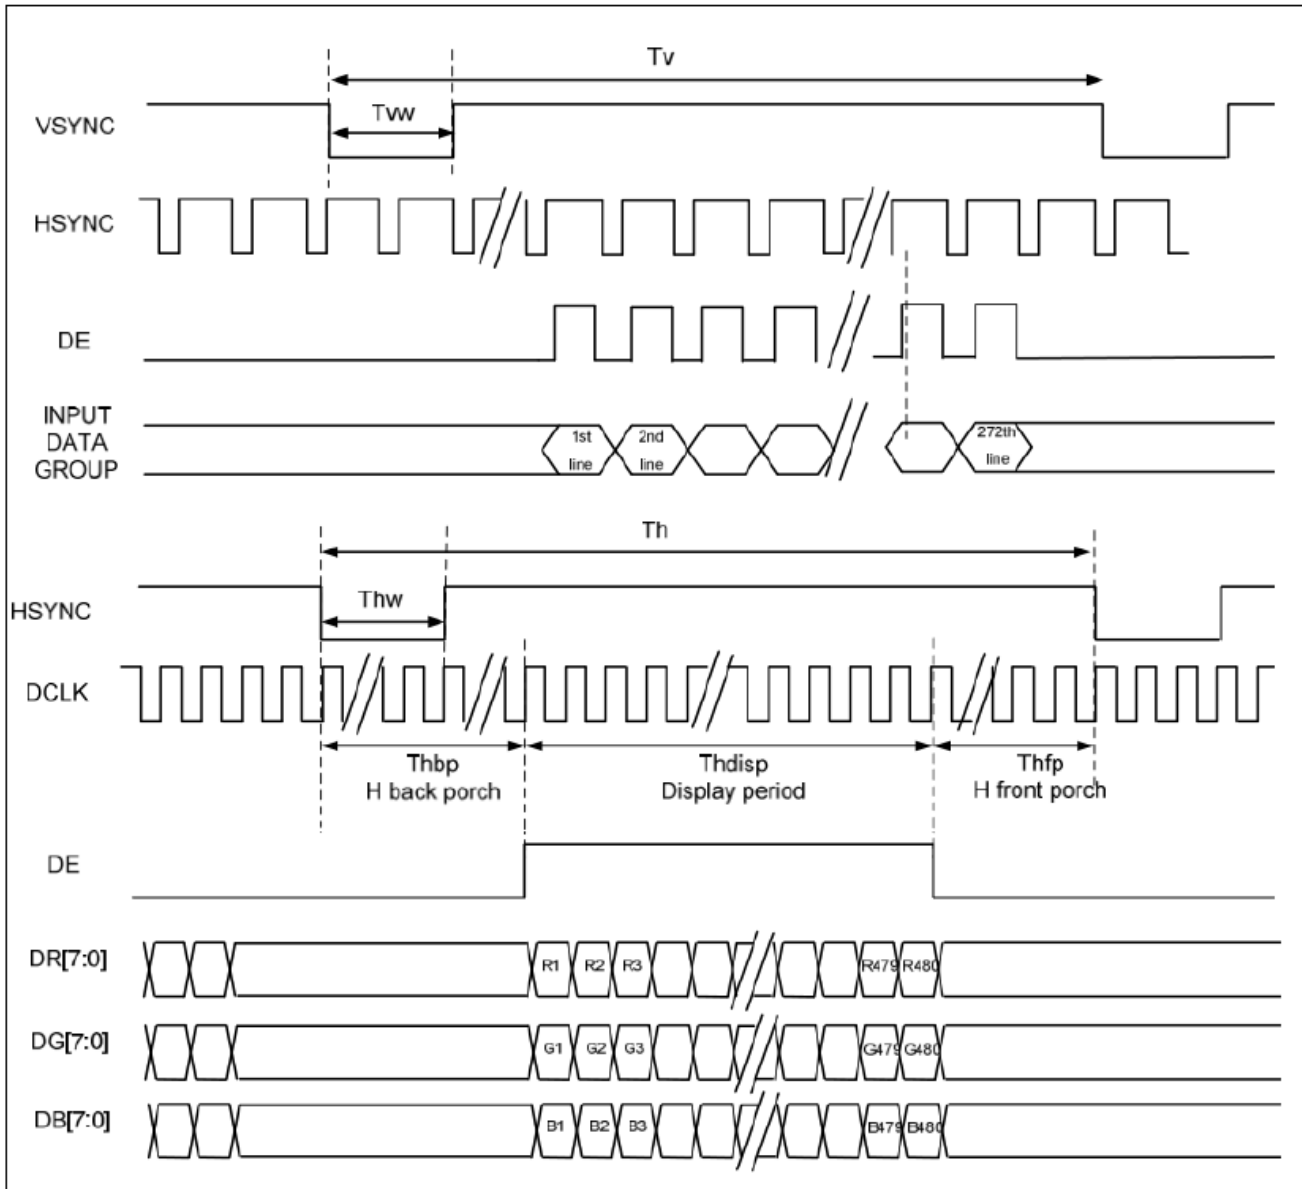 Tv
VSYNC
Tvw
HSYNC
DE
INPUT
DATA
GROUP
1st
line
2nd
line
272th
line
Th
HSYNC
Thw
DCLK
Thbp
H back porch
Thdisp
Display period
Thfp
H front porch
DE
DR[7:0]
R1 R2 R3 R479 R480
DG[7:0]
G1 G2 G3 G479 G480
DB[7:0]
B1 B2 B3 B479 B480